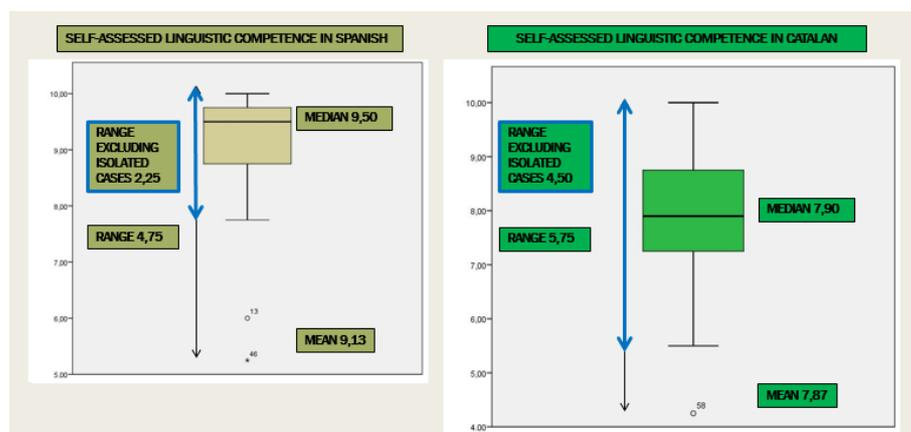 SELF-ASSESSED LINGUISTIC COMPETENCE IN SPANISH
10,00
9,00
8,00
7,00
6,00
5,00
RANGE
EXCLUDING
ISOLATED
CASES 2,25
RANGE 4,75
MEDIAN 9,50
13
46
MEAN 9,13
SELF-ASSESSED LINGUISTIC COMPETENCE IN CATALAN
10,00
9,00
8,00
7,00
6,00
5,00
4,00
RANGE
EXCLUDING
ISOLATED
CASES 4,50
RANGE 5,75
MEDIAN 7,90
58
MEAN 7,87